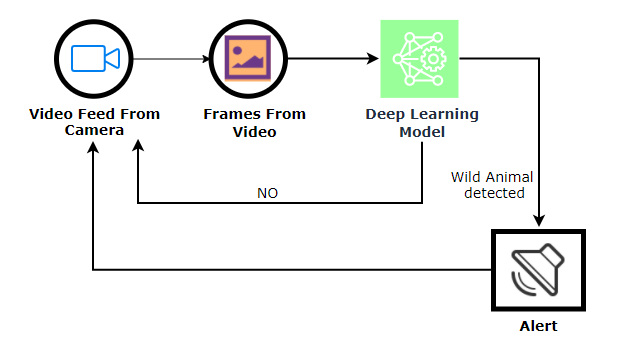 Video Feed From
Camera
Frames From
Video
Deep Learning
Model
Wild Animal
detected
NO
Alert